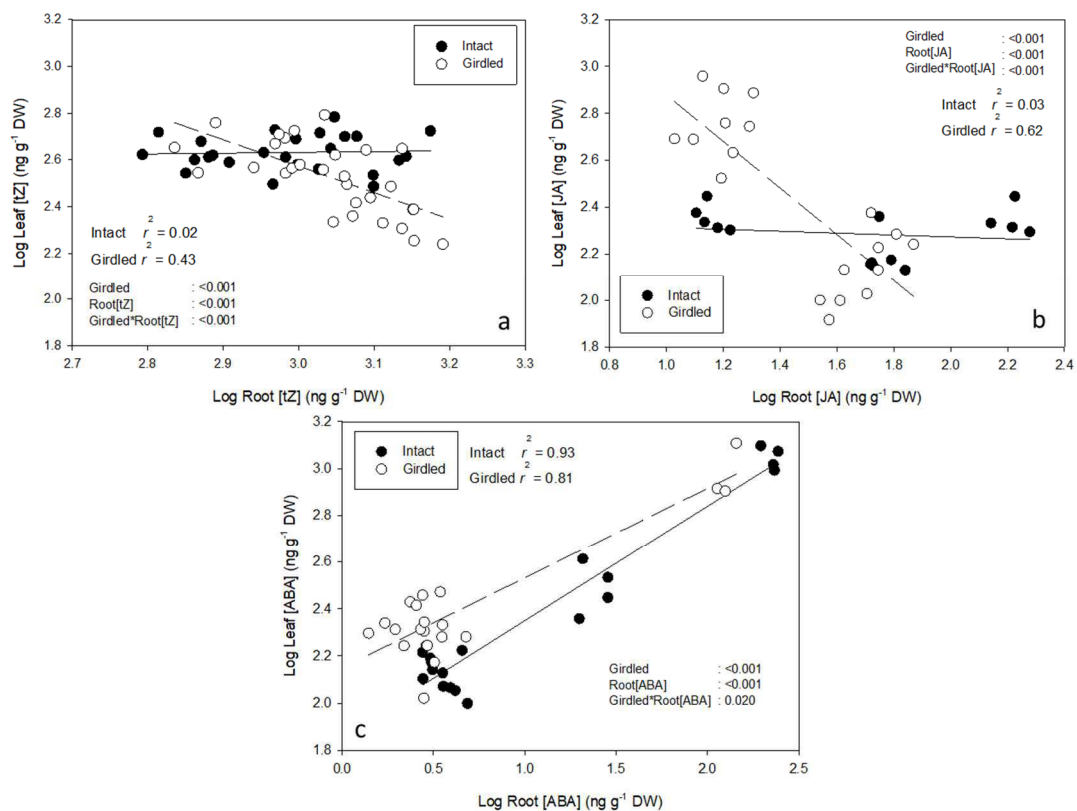 3.2
3.0
2.8
2.6
2.4
2.2
2.0
1.8
Log Leaf [tZ] (ng g-1 DW)
Intact
Girdled
Intact r2 = 0.02
Girdled r2 = 0.43
Girdled : <0.001
Root[tZ] : <0.001
Girdled*Root[tZ] : <0.001
a
2.7 2.8 2.9 3.0 3.1 3.2 3.3
Log Root [tZ] (ng g-1 DW)
3.2
3.0
2.8
2.6
2.4
2.2
2.0
1.8
Log Leaf [JA] (ng g-1 DW)
Girdled : <0.001
Root[JA] : <0.001
Girdled*Root[JA] : <0.001
Intact r2 = 0.03
Girdled r2 = 0.62
Intact
Girdled
b
0.8 1.0 1.2 1.4 1.6 1.8 2.0 2.2 2.4
Log Root [JA] (ng g-1 DW)
3.2
3.0
2.8
2.6
2.4
2.2
2.0
1.8
Log Leaf [ABA] (ng g-1 DW)
Intact
Girdled
Intact r2 = 0.93
Girdled r2 = 0.81
Girdled : <0.001
Root[ABA] : <0.001
Girdled*Root[ABA] : 0.020
c
0.0 0.5 1.0 1.5 2.0 2.5
Log Root [ABA] (ng g-1 DW)